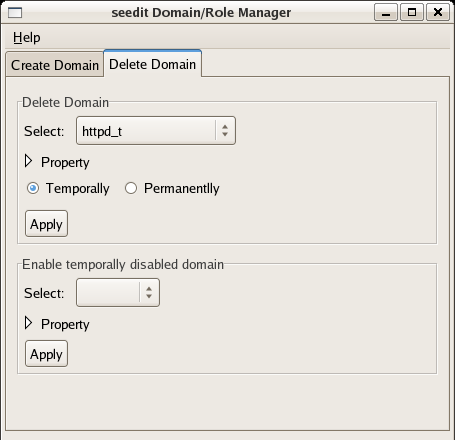 seedit Domain/Role Manager
Help
Create Domain Delete Domain
Delete Domain
Select: httpd_t
Property
Temporally Permanentlly
Apply
Enable temporally disabled domain
Select:
Property
Apply